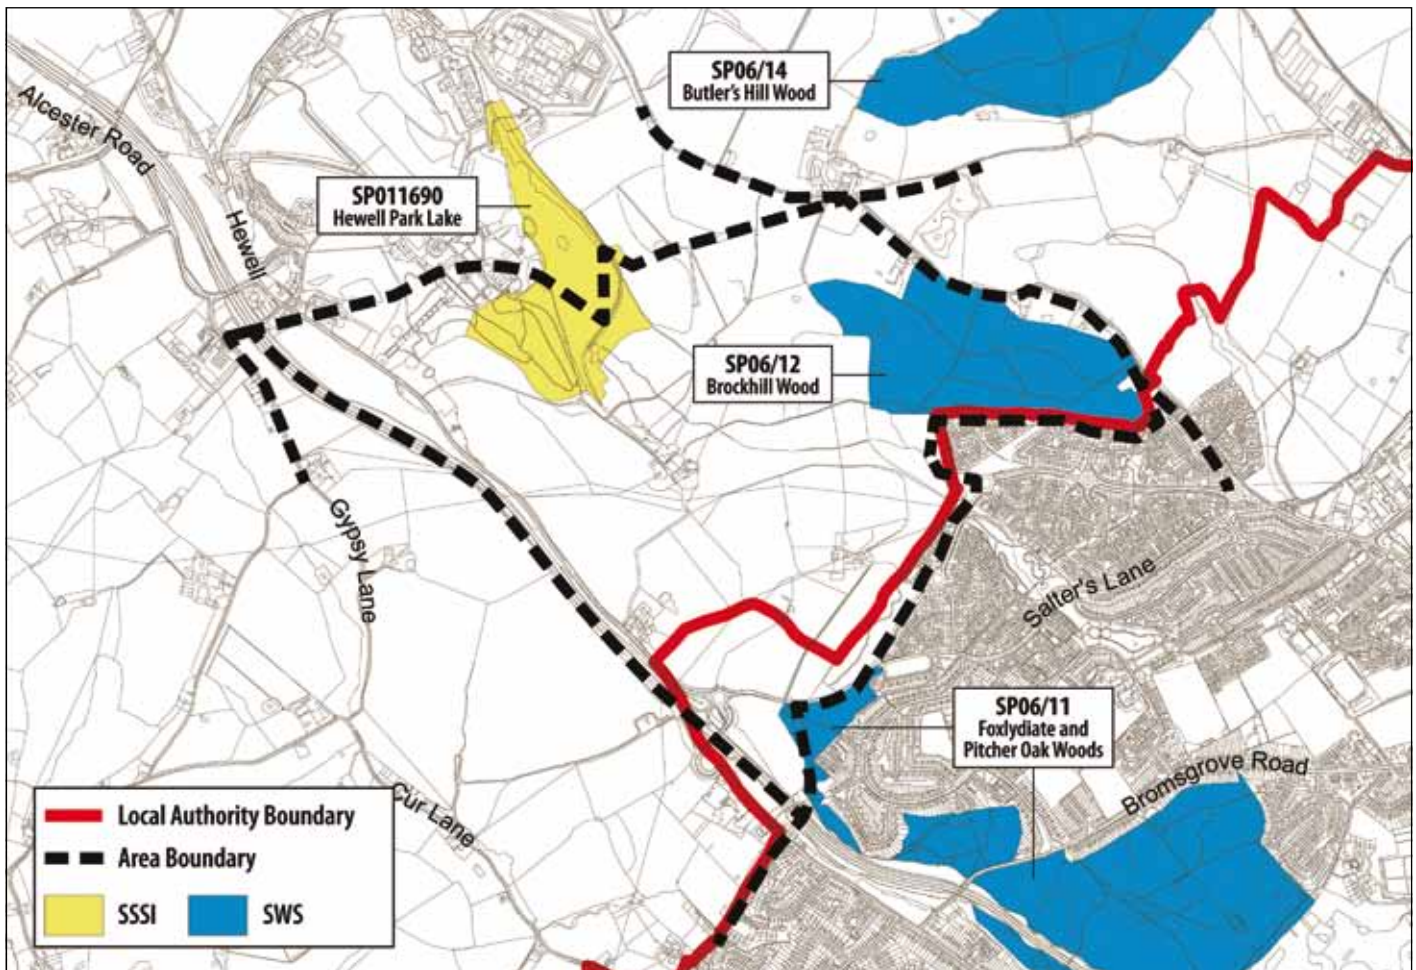 SP06/14
Butler's Hill Wood
Alcester Road
SP011690
Hewell Park Lake
Hewell
SP06/12
Brockhill Wood
Gypsy Lane
Salter's Lane
SP06/11
Foxlydiate and
Pitcher Oak Woods
Bromsgrove Road
Cur Lane
Local Authority Boundary
Area Boundary
SSSI
SWS